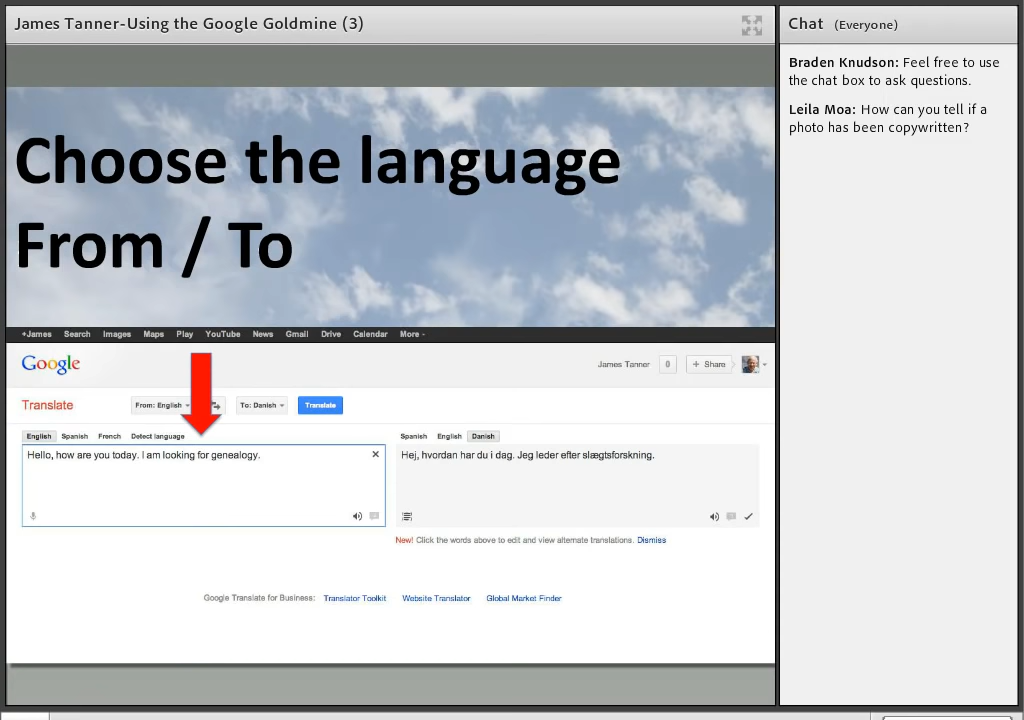 James Tanner-Using the Google Goldmine (3)
Choose the language
From / To
+James Search Images Maps Play YouTube News Gmail Drive Calendar More
Google
James Tanner 0 + Share
Translate
From: English To: Danish Translate
English Spanish French Detect language
Spanish English Danish
Hello, how are you today. I am looking for genealogy.
Hej, hvordan har du i dag. Jeg leder efter slægtsforskning.
New! Click the words above to edit and view alternate translations. Dismiss
Google Translate for Business: Translator Toolkit Website Translator Global Market Finder
Chat (Everyone)
Braden Knudson: Feel free to use
the chat box to ask questions.
Leila Moa: How can you tell if a
photo has been copywritten?